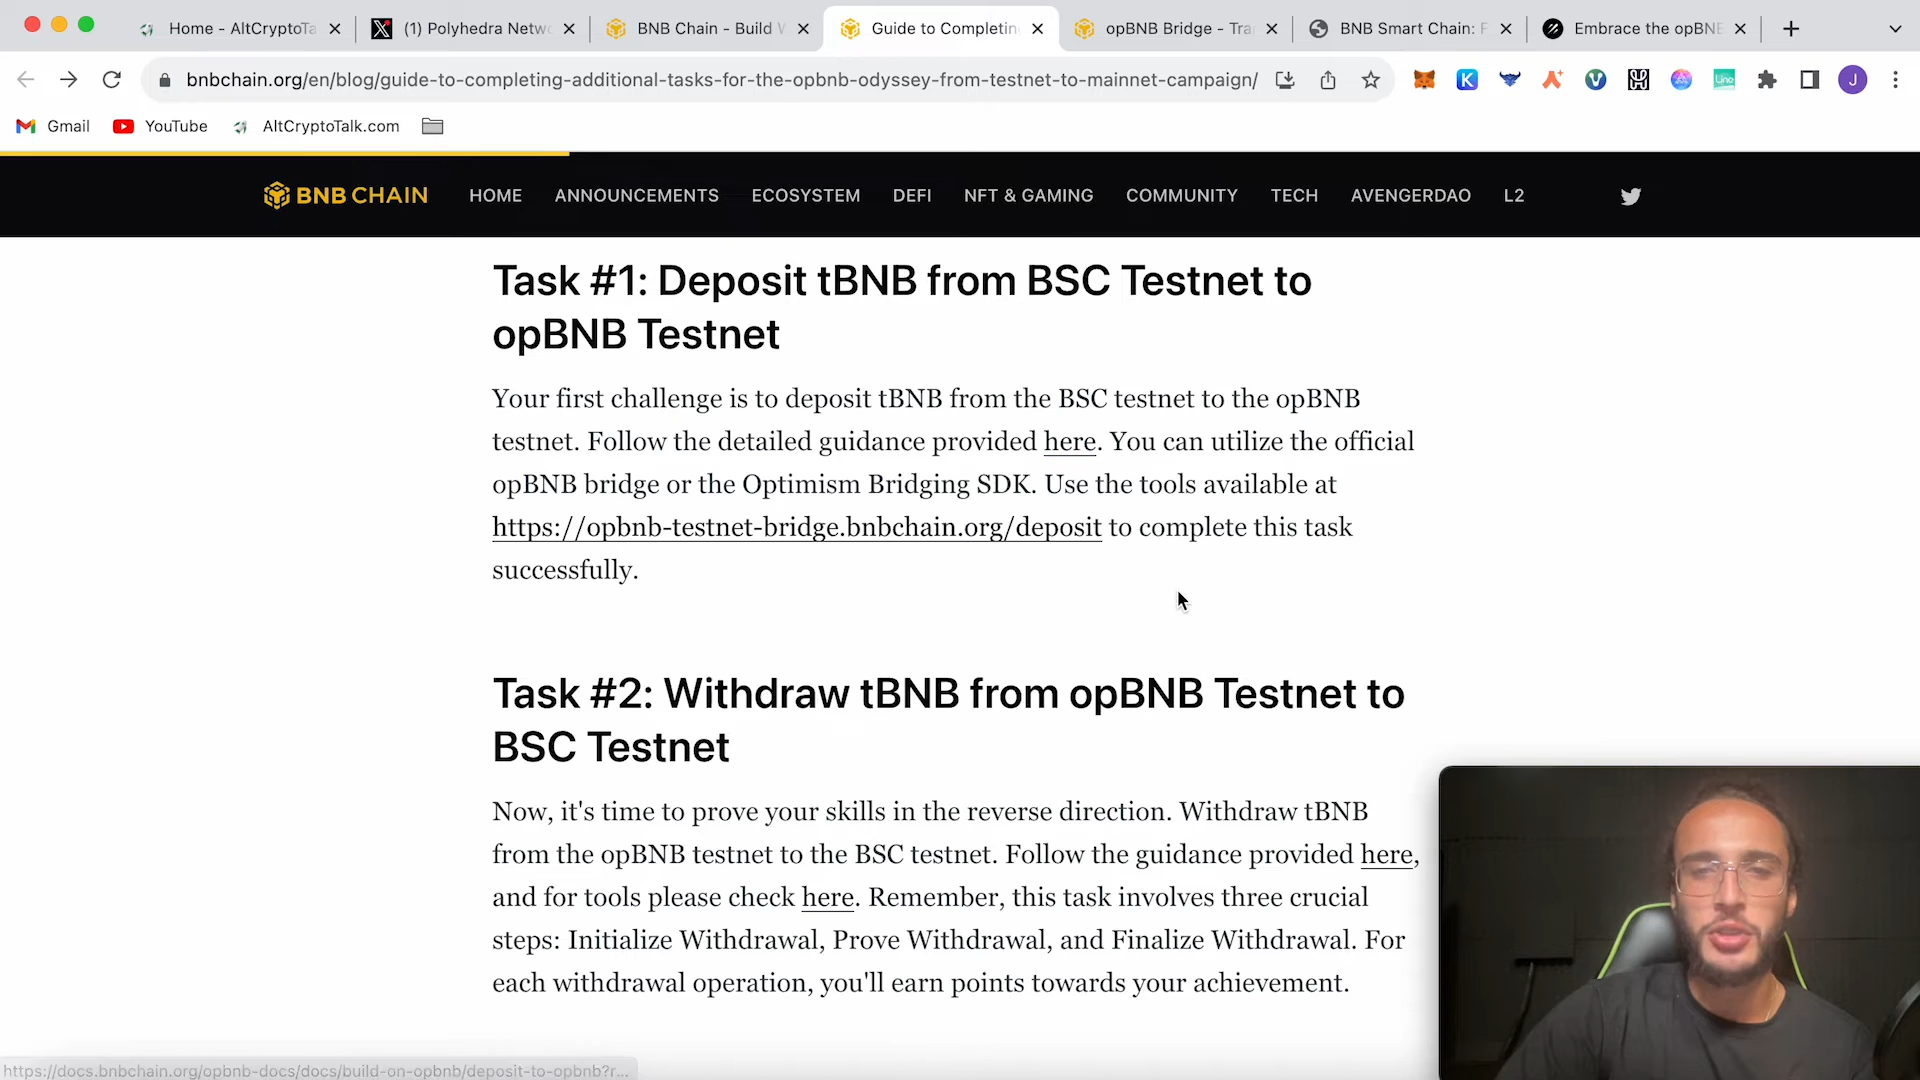 Home - AltCryptoTa
(1) Polyhedra Netw
BNB Chain - Build W
Guide to Completing
opBNB Bridge - Tra
BNB Smart Chain: F
Embrace the opBNB
bnbchain.org/en/blog/guide-to-completing-additional-tasks-for-the-opbnb-odyssey-from-testnet-to-mainnet-campaign/
J
Gmail
YouTube
AltCryptoTalk.com
BNB CHAIN
HOME
ANNOUNCEMENTS
ECOSYSTEM
DEFI
NFT & GAMING
COMMUNITY
TECH
AVENGERDAO
L2
Task #1: Deposit tBNB from BSC Testnet to
opBNB Testnet
Your first challenge is to deposit tBNB from the BSC testnet to the opBNB
testnet. Follow the detailed guidance provided here. You can utilize the official
opBNB bridge or the Optimism Bridging SDK. Use the tools available at
https://opbnb-testnet-bridge.bnbchain.org/deposit to complete this task
successfully.
Task #2: Withdraw tBNB from opBNB Testnet to
BSC Testnet
Now, it's time to prove your skills in the reverse direction. Withdraw tBNB
from the opBNB testnet to the BSC testnet. Follow the guidance provided here,
and for tools please check here. Remember, this task involves three crucial
steps: Initialize Withdrawal, Prove Withdrawal, and Finalize Withdrawal. For
each withdrawal operation, you'll earn points towards your achievement.
https://docs.bnbchain.org/opbnb-docs/docs/build-on-opbnb/deposit-to-opbnb?r...